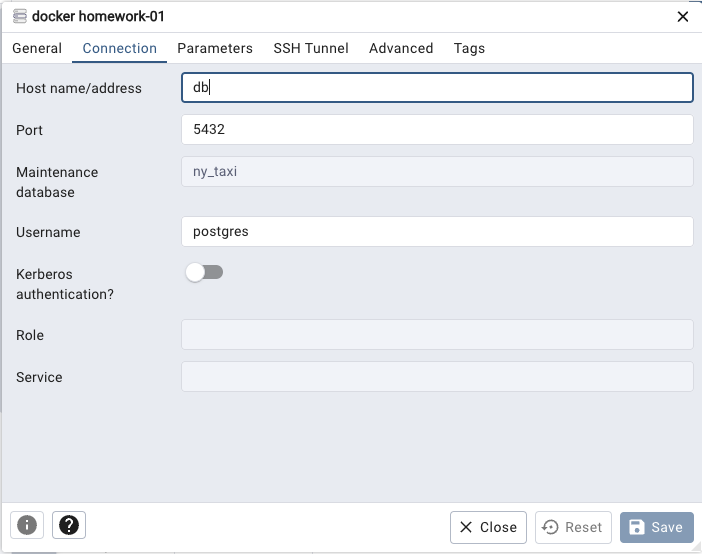 docker homework-01
General Connection Parameters SSH Tunnel Advanced Tags
Host name/address
db
Port
5432
Maintenance
database
ny_taxi
Username
postgres
Kerberos
authentication?
Role
Service
Close Reset Save